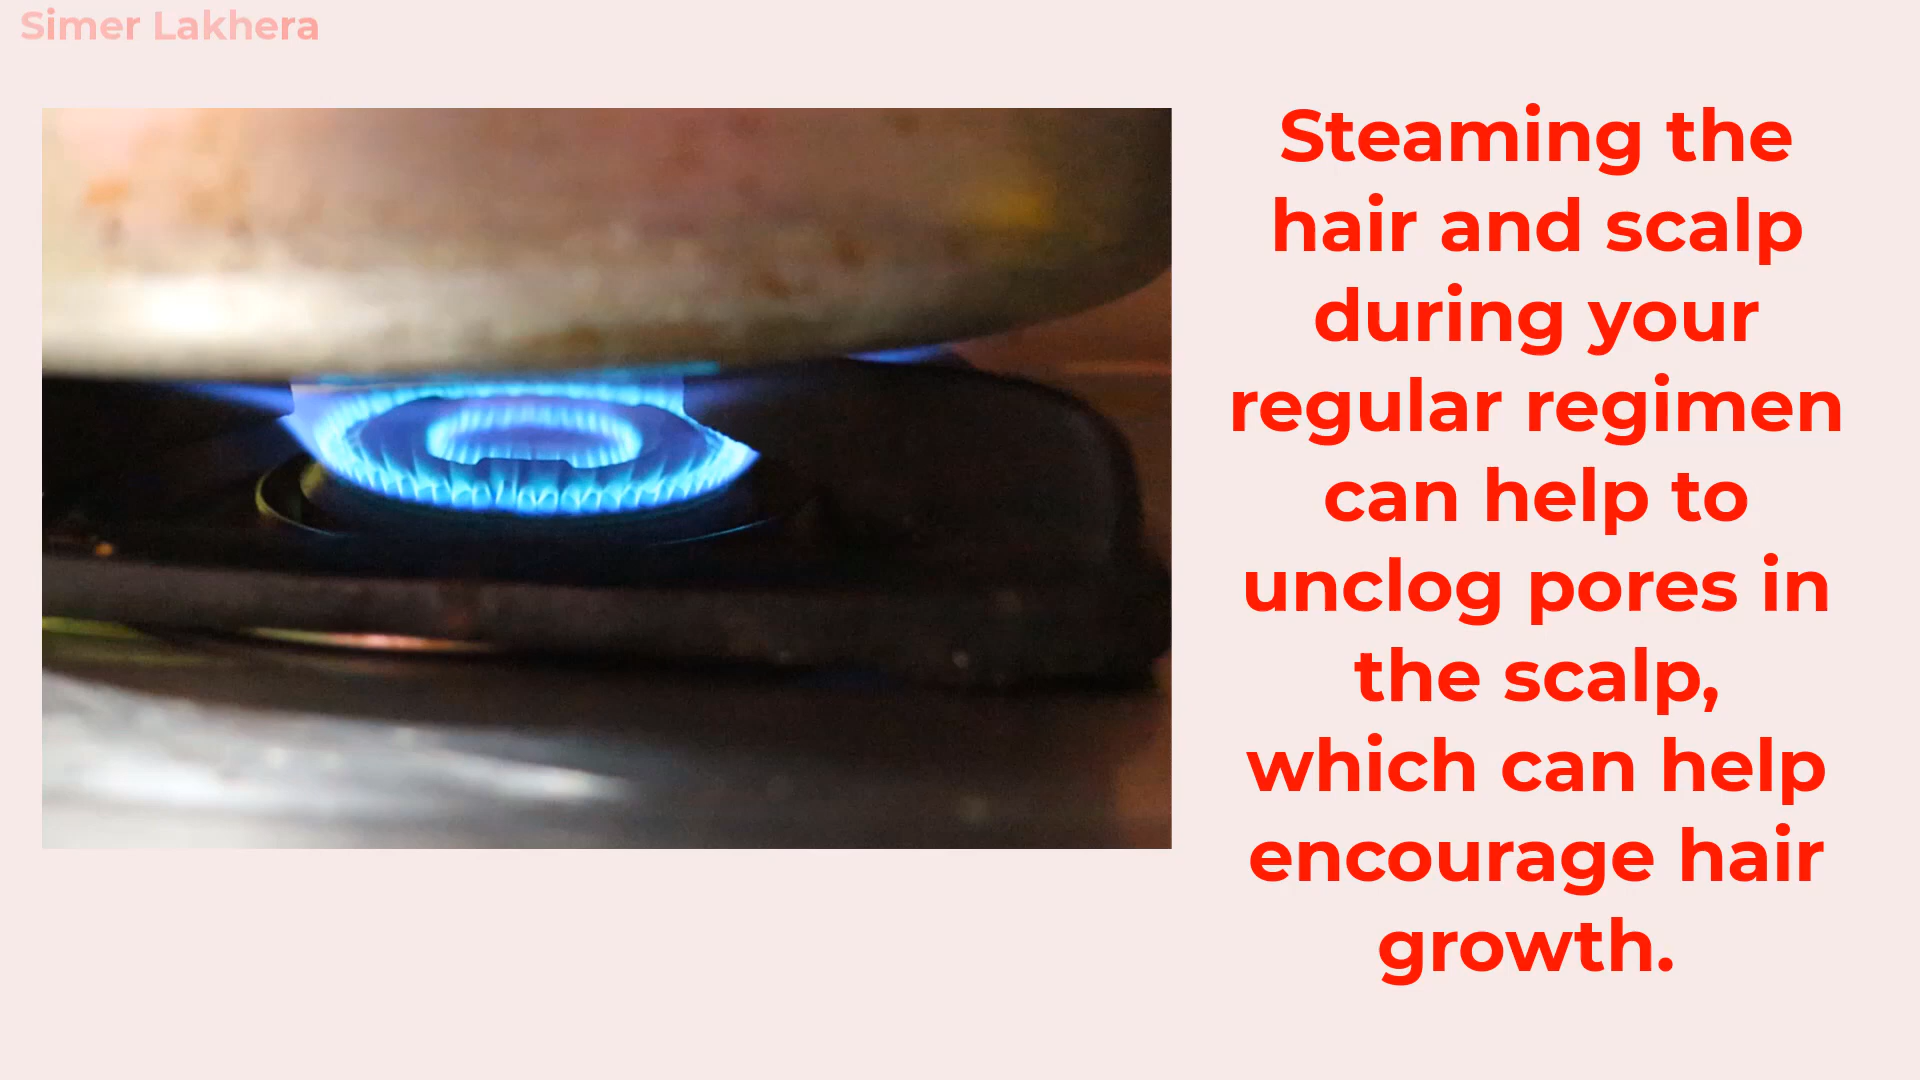 Simer Lakhera
Steaming the
hair and scalp
during your
regular regimen
can help to
unclog pores in
the scalp,
which can help
encourage hair
growth.